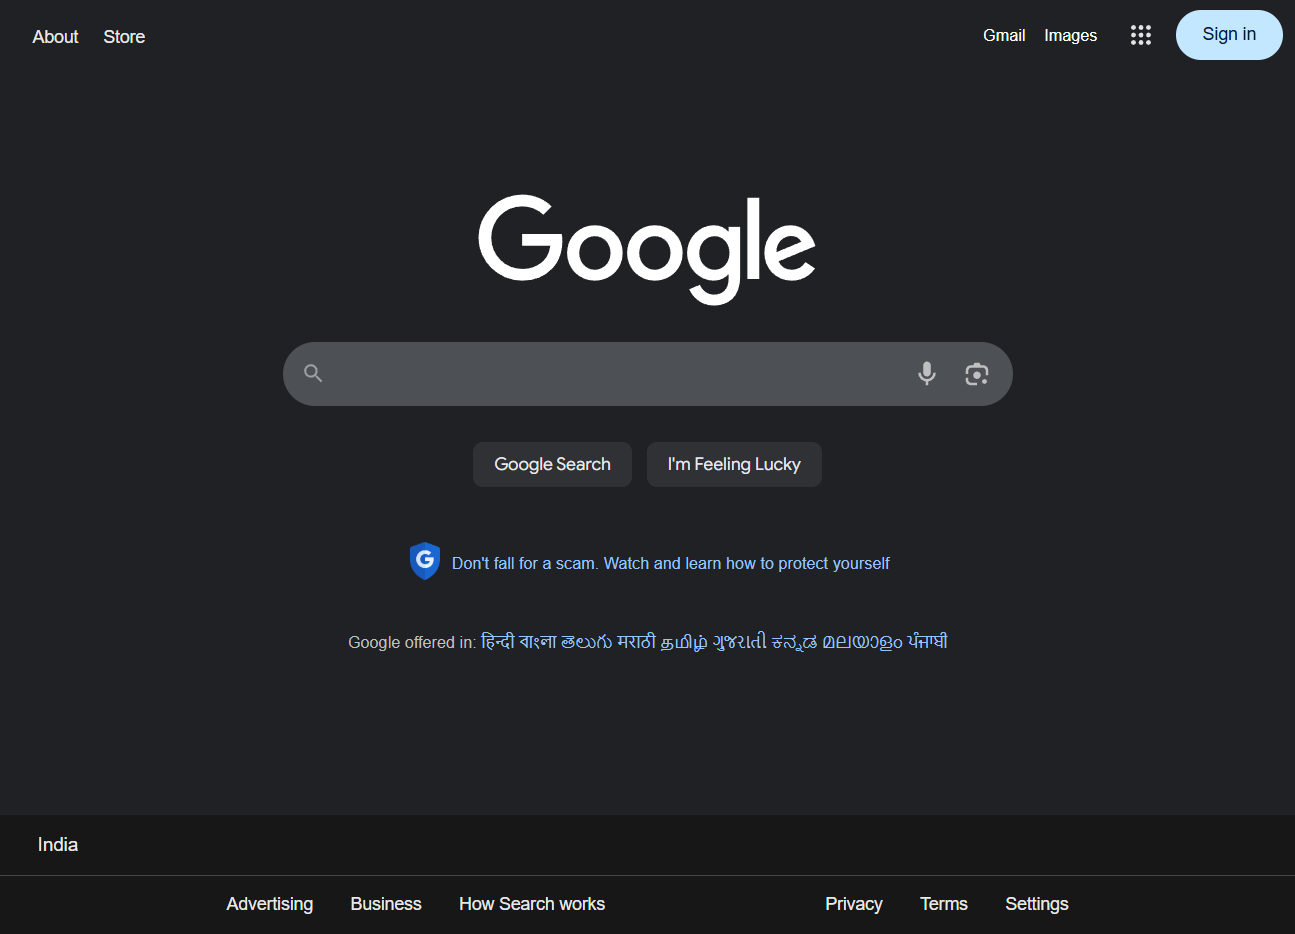 About Store Gmail Images Sign in
Google
Google Search I'm Feeling Lucky
G Don't fall for a scam. Watch and learn how to protect yourself
Google offered in: हिन्दी বাংলা తెలుగు मराठी தமிழ் ગુજરાતી ಕನ್ನಡ മലയാളം ਪੰਜਾਬੀ
India
Advertising Business How Search works Privacy Terms Settings